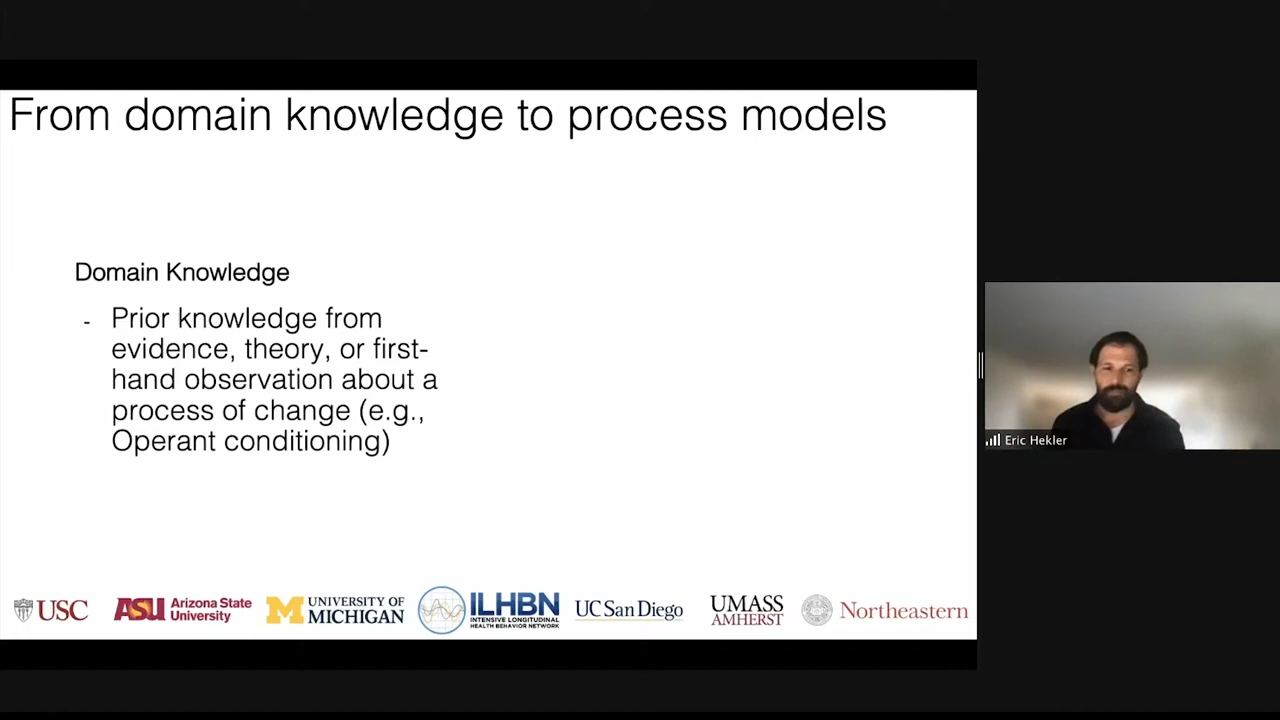 From domain knowledge to process models
Domain Knowledge
- Prior knowledge from
evidence, theory, or first-
hand observation about a
process of change (e.g.,
Operant conditioning)
Eric Hekler
USC
ASU Arizona State
University
M UNIVERSITY OF
MICHIGAN
ILHBN
INTENSIVE LONGITUDINAL
HEALTH BEHAVIOR NETWORK
UC San Diego
UMASS
AMHERST
Northeastern